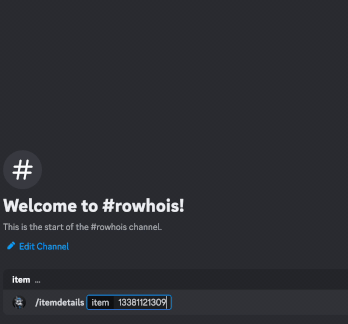 #
Welcome to #rowhois!
This is the start of the #rowhois channel.
Edit Channel
item ...
/itemdetails item 13381121309